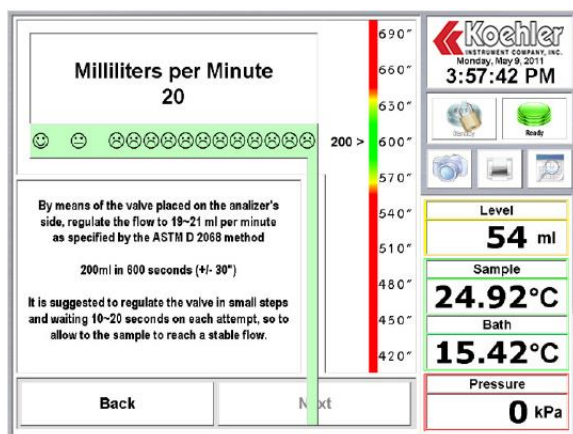 Milliliters per Minute
20
By means of the valve placed on the analizer's
side, regulate the flow to 19~21 ml per minute
as specified by the ASTM D 2068 method
200ml in 600 seconds (+/- 30")
It is suggested to regulate the valve in small steps
and waiting 10~20 seconds on each attempt, so to
allow to the sample to reach a stable flow.
Back
200 >
690"
660"
630"
600"
570"
540"
510"
480"
450"
420"
Koehler
INSTRUMENT COMPANY, INC.
Monday, May 9, 2011
3:57:42 PM
Ready
Level
54 ml
Sample
24.92°C
Bath
15.42°C
Pressure
0 kPa